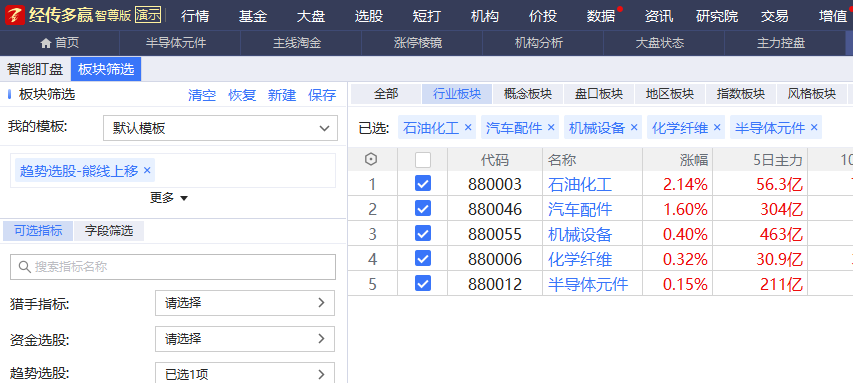 经传多赢 智尊版 演示 行情 基金 大盘 选股 短打 机构 价投 数据 资讯 研究院 交易 增值
首页 半导体元件 主线淘金 涨停棱镜 机构分析 大盘状态 主力控盘
智能盯盘 板块筛选
板块筛选 清空 恢复 新建 保存
我的模板: 默认模板
趋势选股-熊线上移 ×
更多
可选指标 字段筛选
搜索指标名称
猎手指标: 请选择
资金选股: 请选择
趋势选股: 已选1项
全部 行业板块 概念板块 盘口板块 地区板块 指数板块 风格板块
已选: 石油化工 × 汽车配件 × 机械设备 × 化学纤维 × 半导体元件 ×
代码 名称 涨幅 5日主力 10
1 880003 石油化工 2.14% 56.3亿
2 880046 汽车配件 1.60% 304亿
3 880055 机械设备 0.40% 463亿
4 880006 化学纤维 0.32% 30.9亿
5 880012 半导体元件 0.15% 211亿